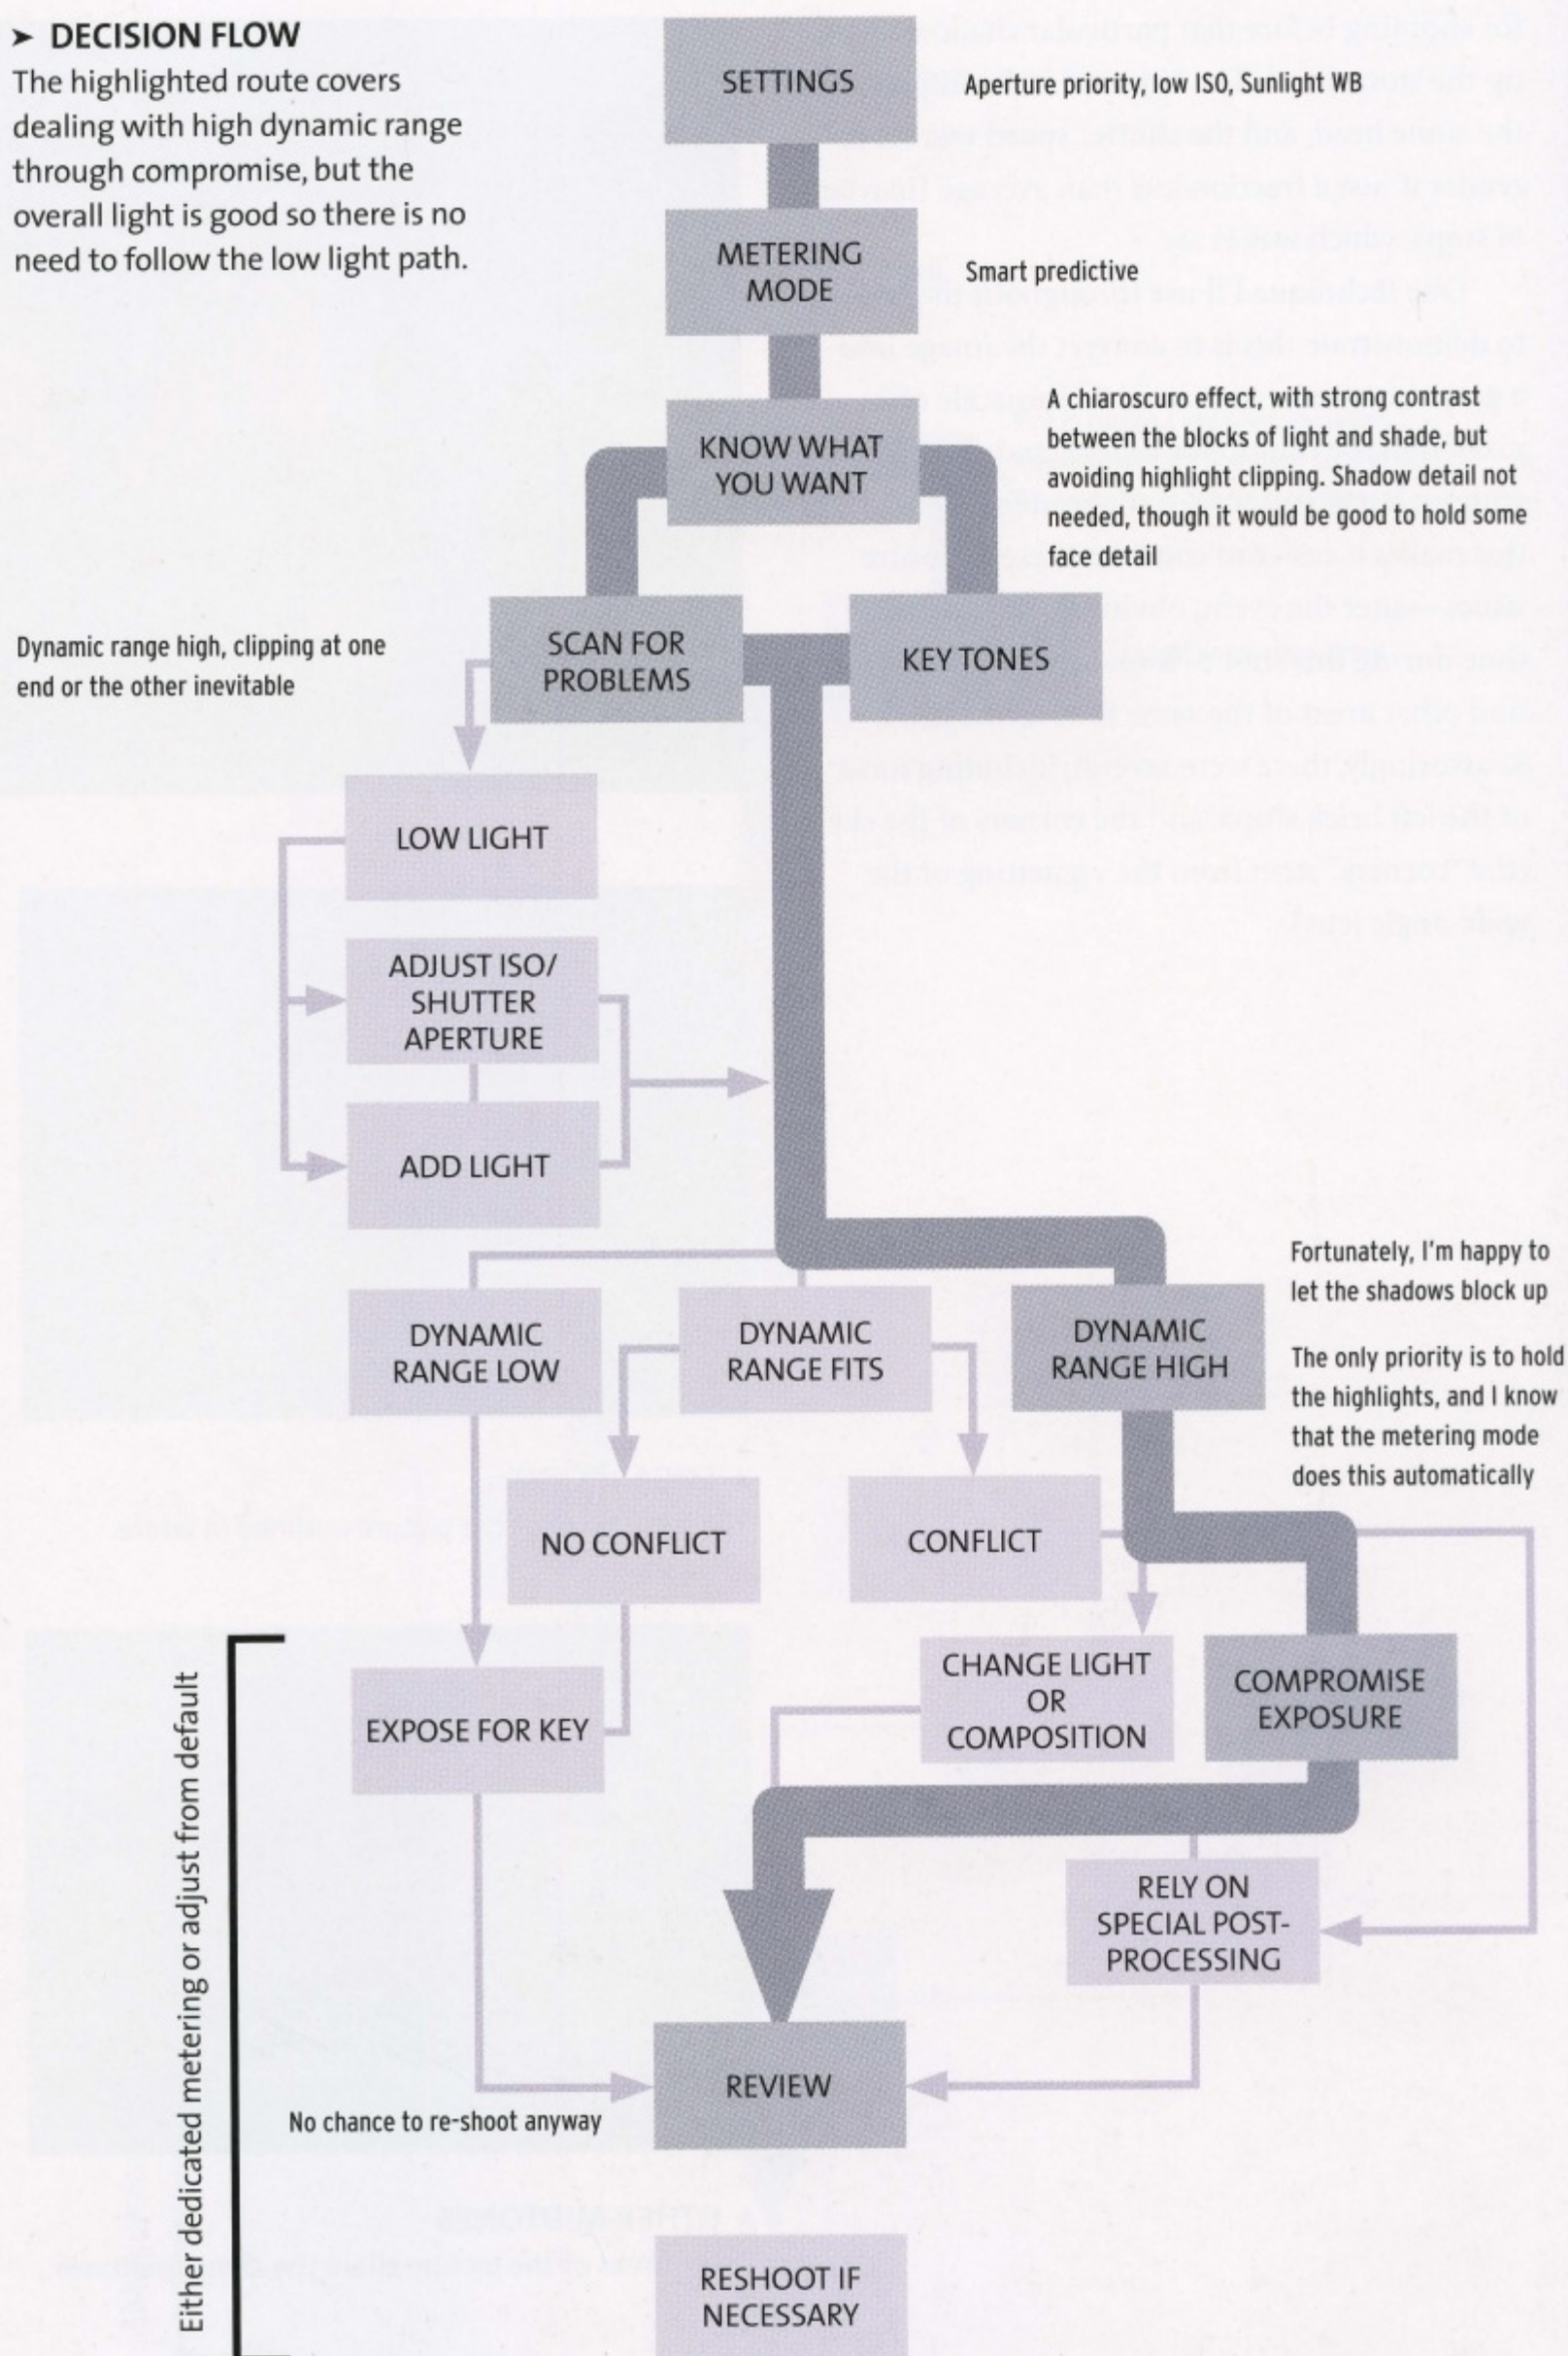 ➤ DECISION FLOW
The highlighted route covers
dealing with high dynamic range
through compromise, but the
overall light is good so there is no
need to follow the low light path.
SETTINGS
Aperture priority, low ISO, Sunlight WB
METERING
MODE
Smart predictive
KNOW WHAT
YOU WANT
A chiaroscuro effect, with strong contrast
between the blocks of light and shade, but
avoiding highlight clipping. Shadow detail not
needed, though it would be good to hold some
face detail
Dynamic range high, clipping at one
end or the other inevitable
SCAN FOR
PROBLEMS
KEY TONES
LOW LIGHT
ADJUST ISO/
SHUTTER
APERTURE
ADD LIGHT
DYNAMIC
RANGE LOW
DYNAMIC
RANGE FITS
DYNAMIC
RANGE HIGH
Fortunately, I'm happy to
let the shadows block up
The only priority is to hold
the highlights, and I know
that the metering mode
does this automatically
NO CONFLICT
CONFLICT
EXPOSE FOR KEY
CHANGE LIGHT
OR
COMPOSITION
COMPROMISE
EXPOSURE
Either dedicated metering or adjust from default
RELY ON
SPECIAL POST-
PROCESSING
REVIEW
No chance to re-shoot anyway
RESHOOT IF
NECESSARY